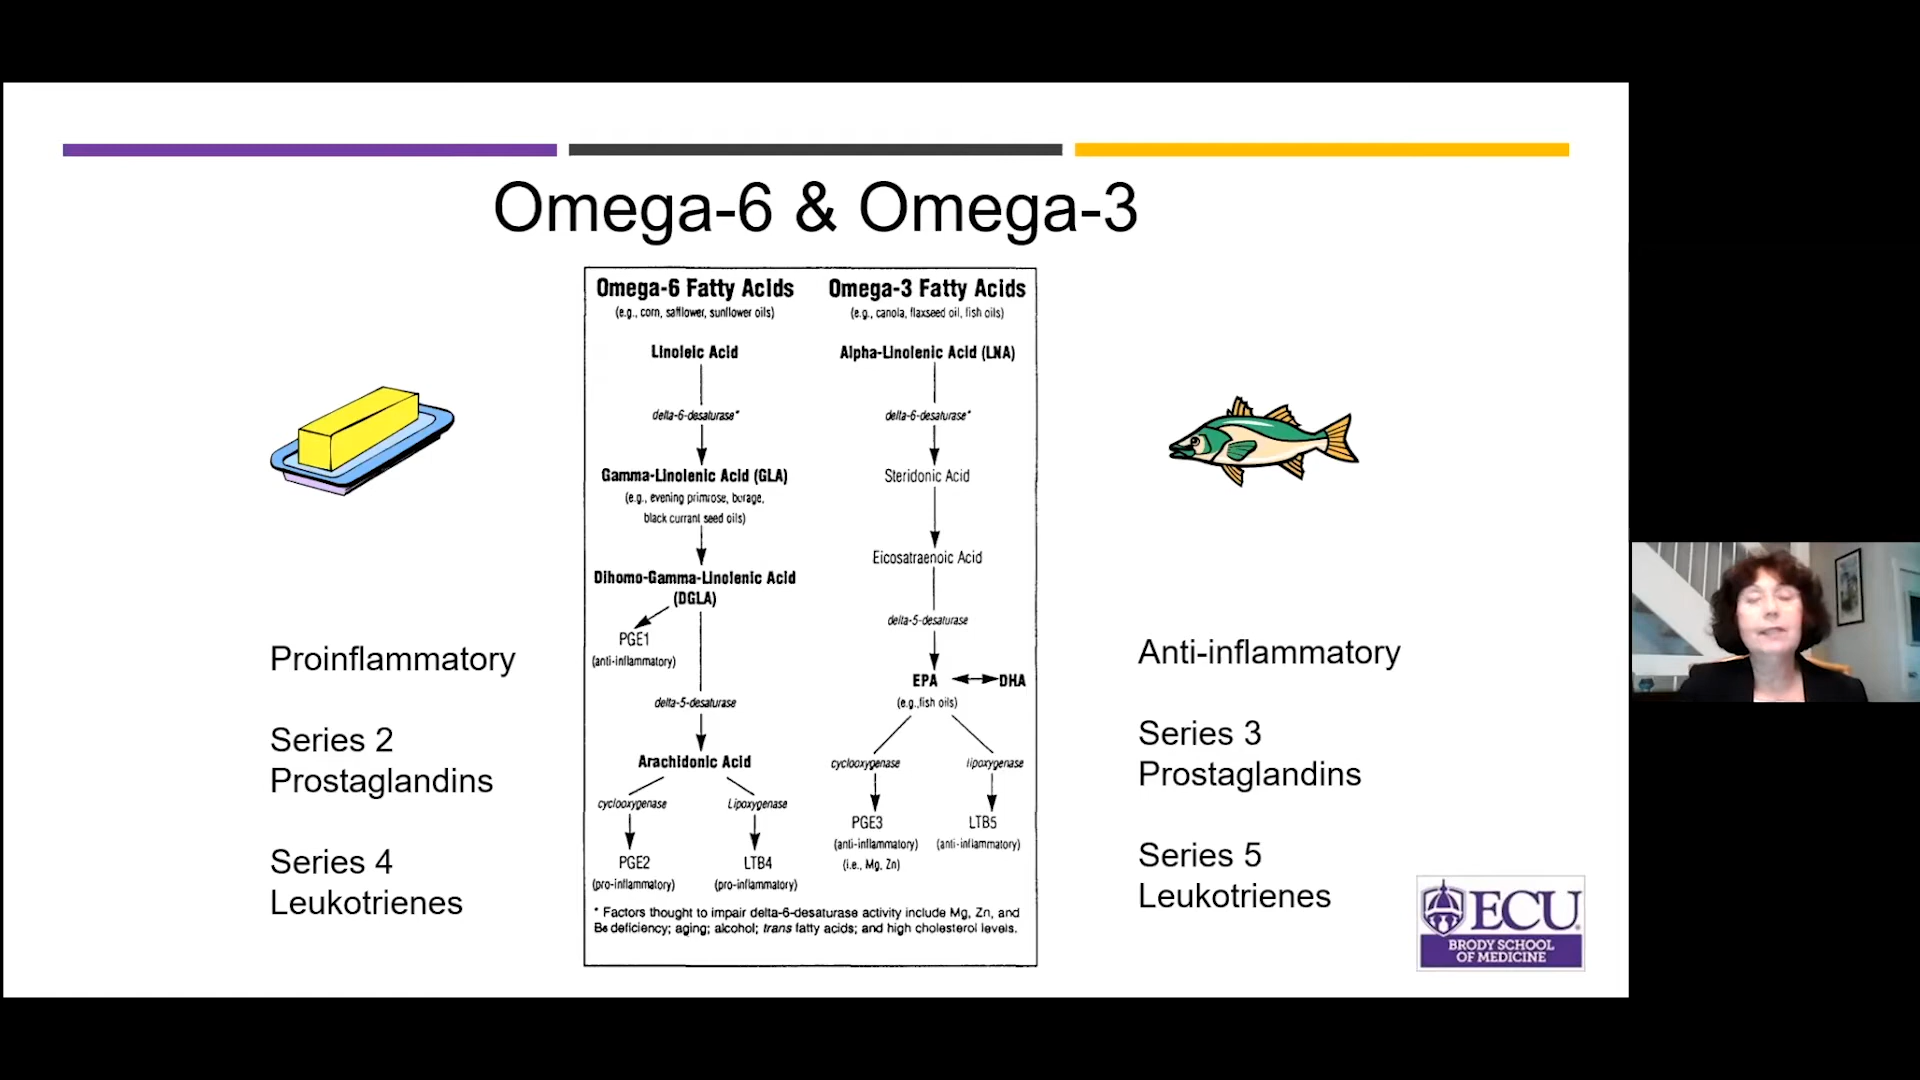 Omega-6 & Omega-3
Omega-6 Fatty Acids
(e.g., corn, safflower, sunflower oils)
Linoleic Acid
delta-6-desaturase*
Gamma-Linolenic Acid (GLA)
(e.g., evening primrose, borage,
black currant seed oils)
Dihomo-Gamma-Linolenic Acid
(DGLA)
PGE1
(anti-inflammatory)
delta-5-desaturase
Arachidonic Acid
cyclooxygenase
Lipoxygenase
PGE2
(pro-inflammatory)
LTB4
(pro-inflammatory)
Omega-3 Fatty Acids
(e.g., canola, flaxseed oil, fish oils)
Alpha-Linolenic Acid (LNA)
delta-6-desaturase*
Steridonic Acid
Eicosatraenoic Acid
delta-5-desaturase
EPA
DHA
(e.g.,fish oils)
cyclooxygenase
lipoxygenase
PGE3
(anti-inflammatory)
(i.e., Mg, Zn)
LTB5
(anti-inflammatory)
* Factors thought to impair delta-6-desaturase activity include Mg, Zn, and
B6 deficiency; aging; alcohol; trans fatty acids; and high cholesterol levels.
Proinflammatory
Series 2
Prostaglandins
Series 4
Leukotrienes
Anti-inflammatory
Series 3
Prostaglandins
Series 5
Leukotrienes
ECU
BRODY SCHOOL
OF MEDICINE